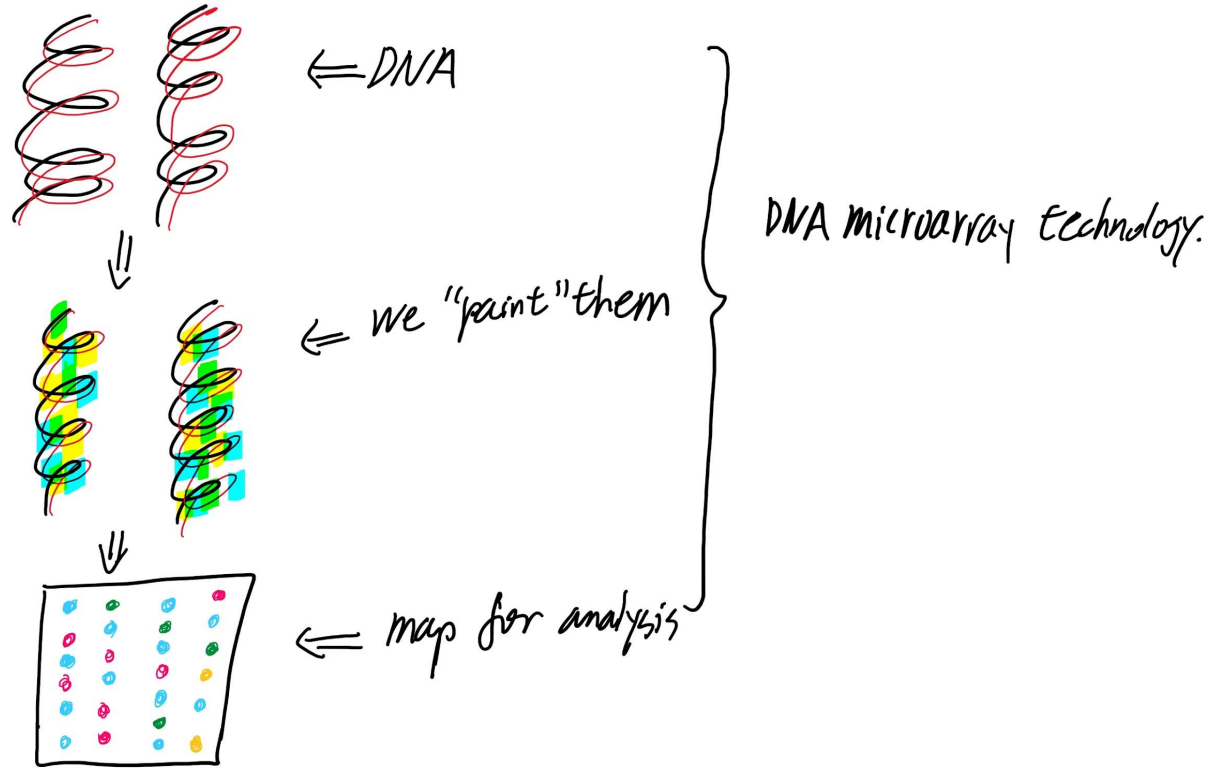 DNA
we "paint" them
map for analysis
DNA microarray technology.